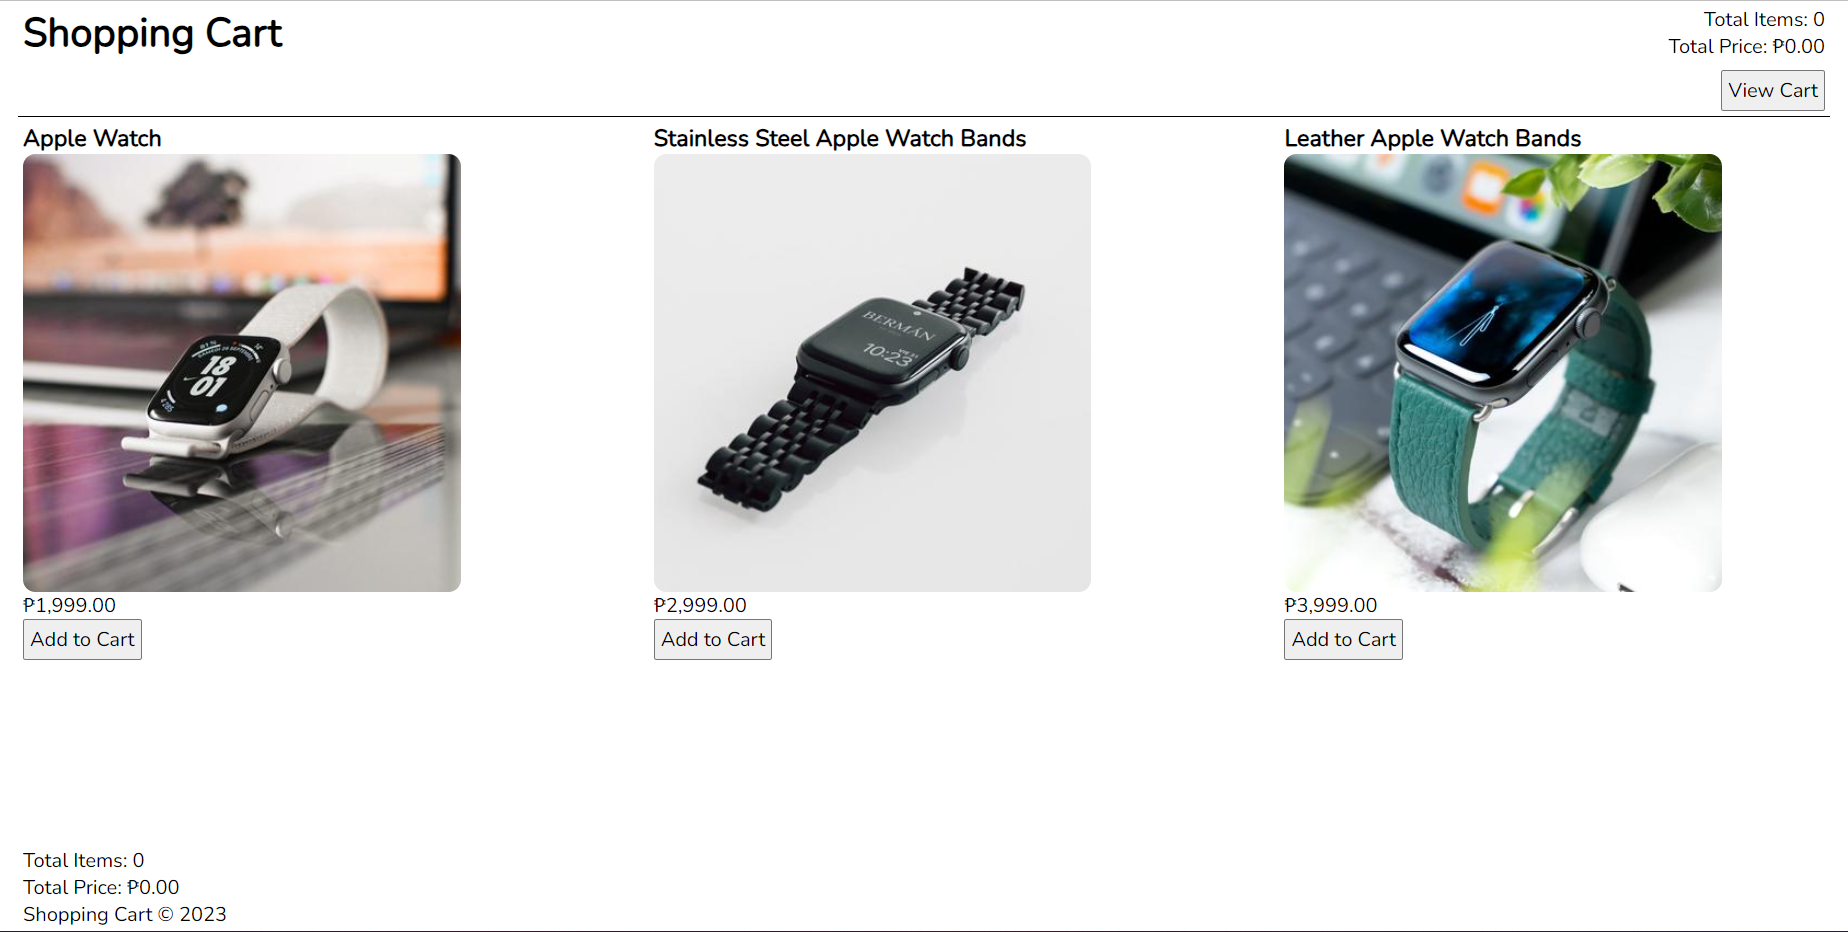 Shopping Cart
Total Items: 0
Total Price: ₱0.00
View Cart
Apple Watch
Stainless Steel Apple Watch Bands
Leather Apple Watch Bands
18
01
BERMÁN
10:23
₱1,999.00
Add to Cart
₱2,999.00
Add to Cart
₱3,999.00
Add to Cart
Total Items: 0
Total Price: ₱0.00
Shopping Cart © 2023